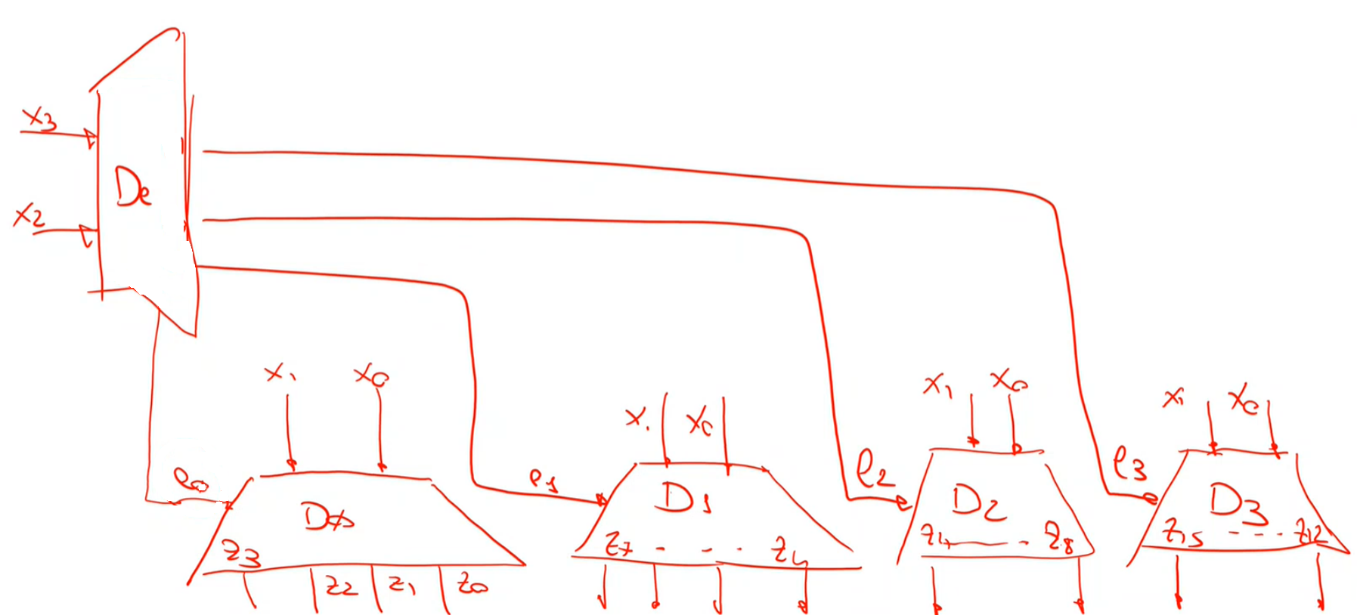 x3
De
x2
x1 x0
x1 x0
x1 x0
x1 x0
e0
e1
e2
e3
DØ
D1
D2
D3
z3 z2 z1 z0
z7 - - - z4
z8
z15 - - - z12